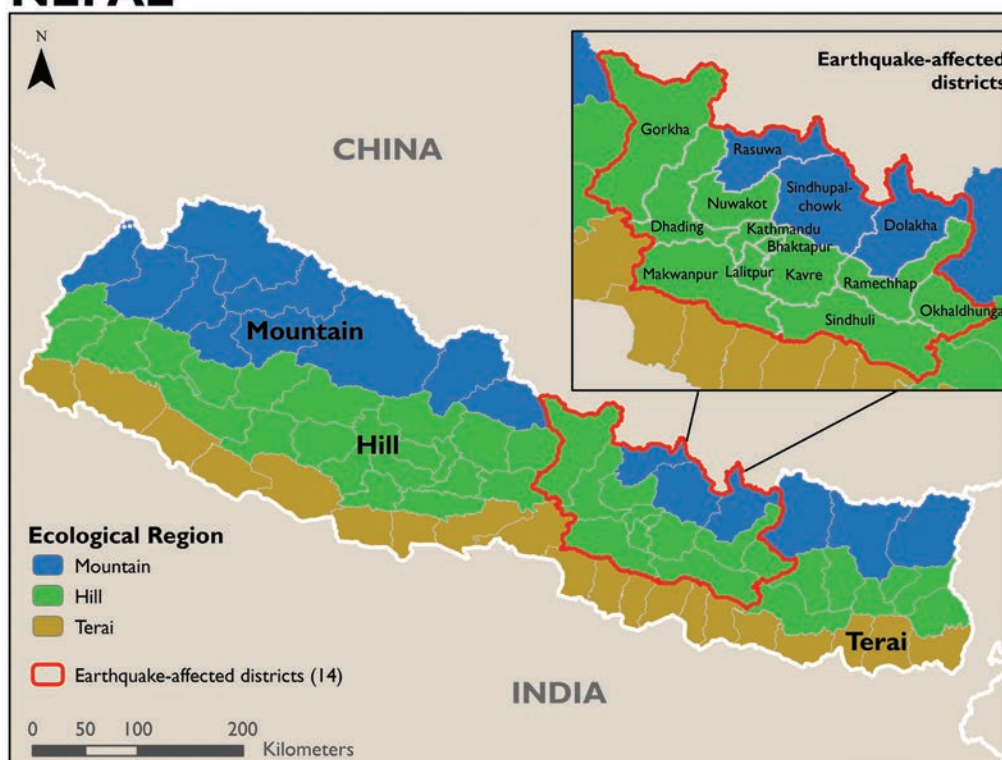 NEPAL
N
Earthquake-affected
districts
CHINA
Gorkha
Rasuwa
Sindhupal-
chowk
Nuwakot
Dolakha
Dhading
Kathmandu
Bhaktapur
Makwanpur
Lalitpur
Kavre
Ramechhap
Okhaldhunga
Sindhuli
Mountain
Hill
Terai
INDIA
Ecological Region
Mountain
Hill
Terai
Earthquake-affected districts (14)
0 50 100 200
Kilometers